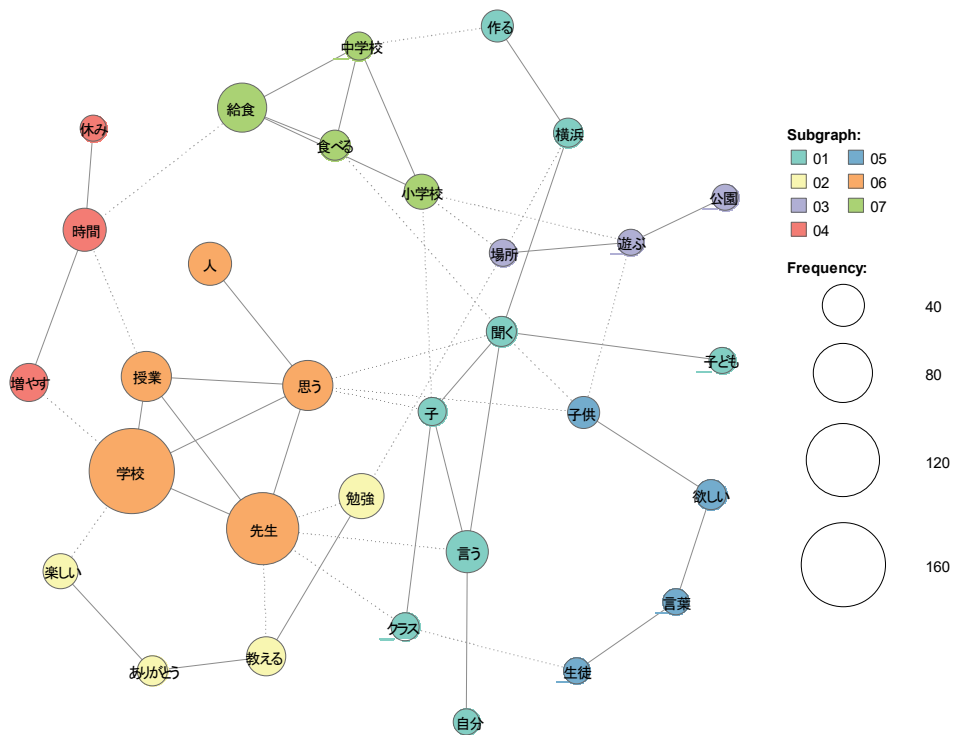 作る
中学校
給食
休み
横浜
食べる
小学校
公園
時間
遊ぶ
場所
人
聞く
子ども
増やす
授業
思う
子
子供
学校
勉強
欲しい
先生
言う
楽しい
言葉
クラス
教える
ありがとう
生徒
自分
Subgraph:
01 05
02 06
03 07
04
Frequency:
40
80
120
160